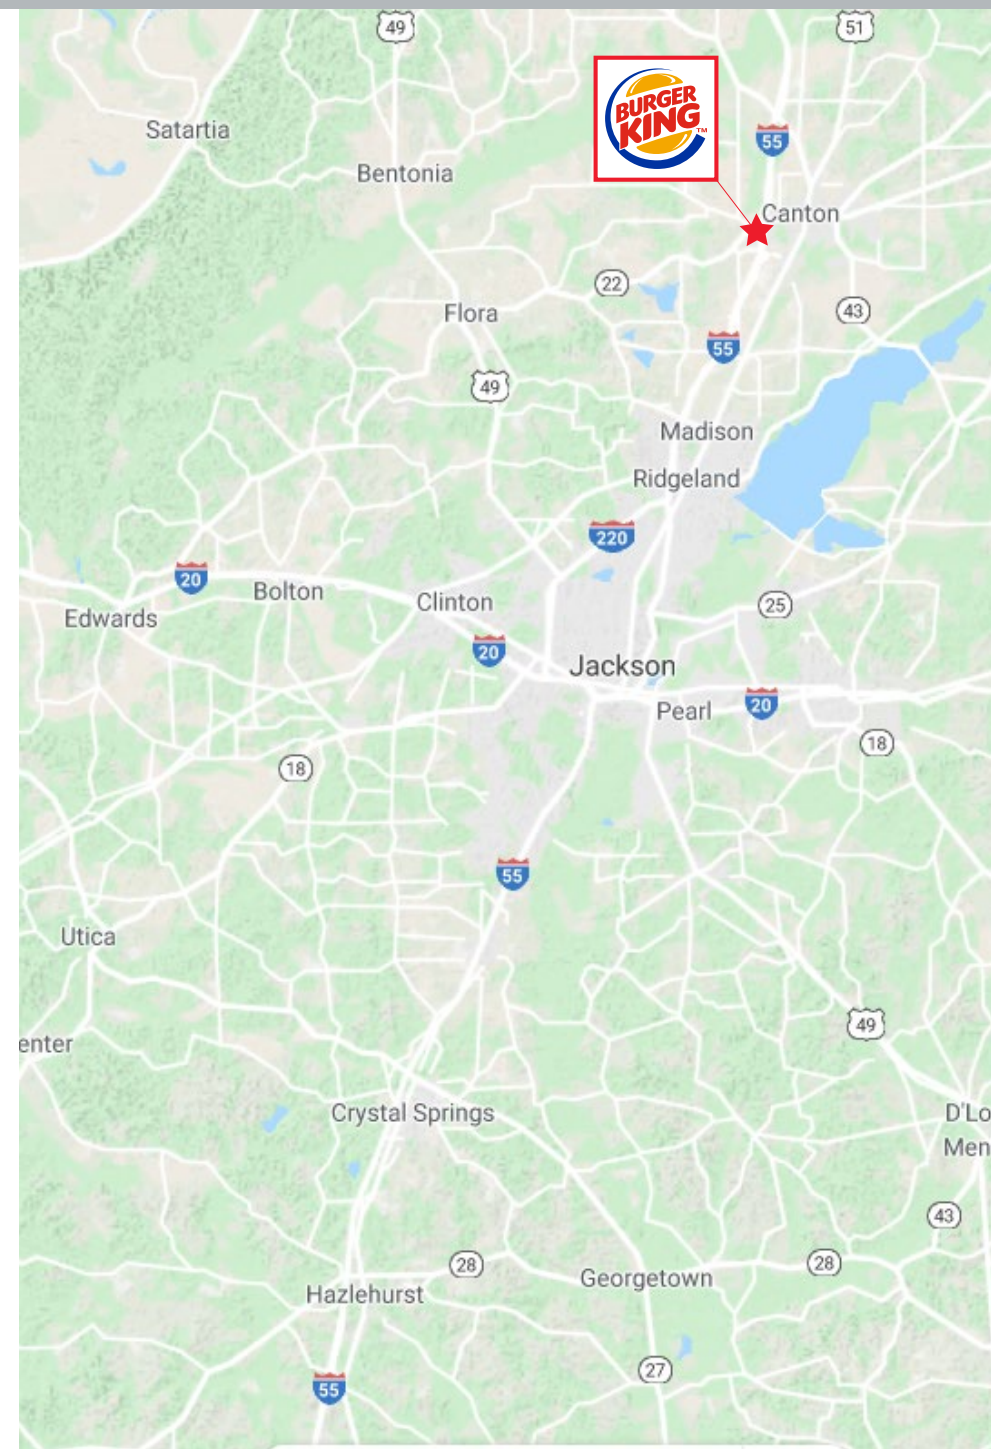 49
51
BURGER
KING
TM
Satartia
55
Bentonia
Canton
22
43
Flora
55
49
Madison
Ridgeland
220
20
Bolton
Clinton
25
Edwards
20
Jackson
20
Pearl
18
18
55
Utica
49
enter
Crystal Springs
D'Lo
Men
43
28
28
Georgetown
Hazlehurst
27
55